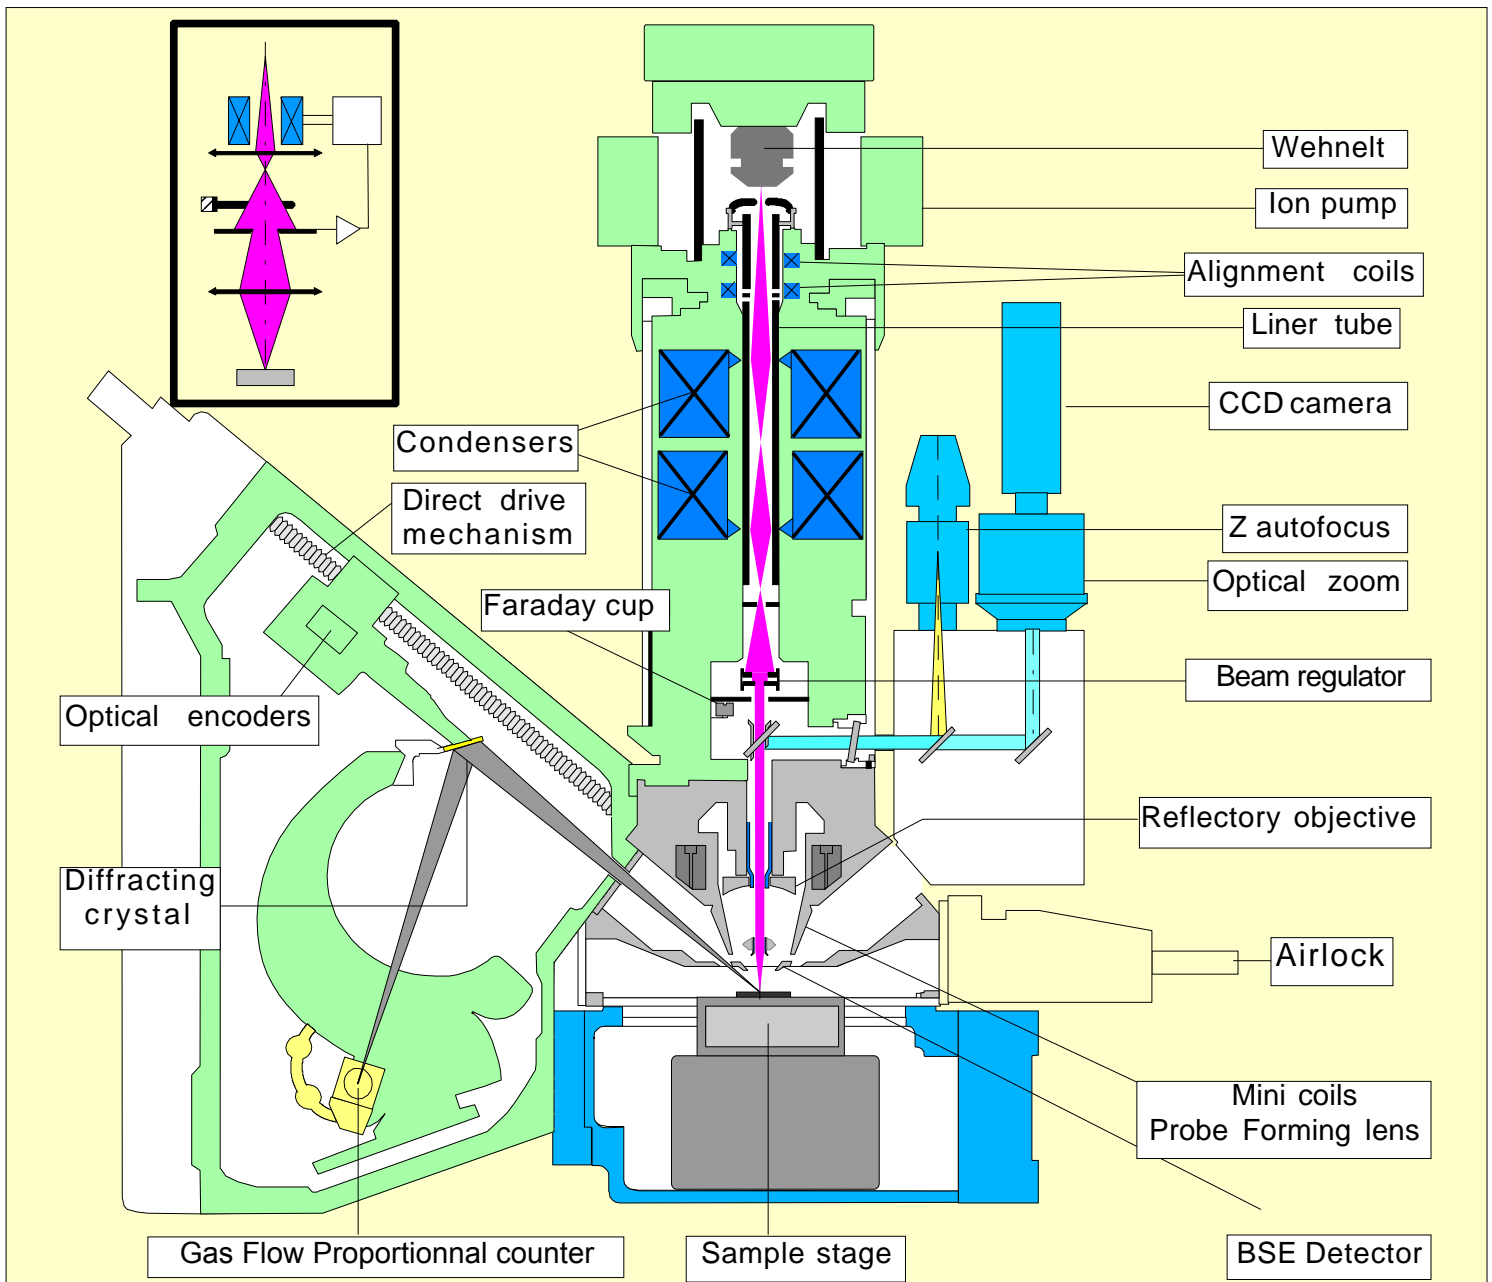 Wehnelt
Ion pump
Alignment coils
Liner tube
CCD camera
Condensers
Direct drive
mechanism
Z autofocus
Optical zoom
Faraday cup
Beam regulator
Optical encoders
Reflectory objective
Diffracting
crystal
Airlock
Mini coils
Probe Forming lens
Gas Flow Proportionnal counter
Sample stage
BSE Detector